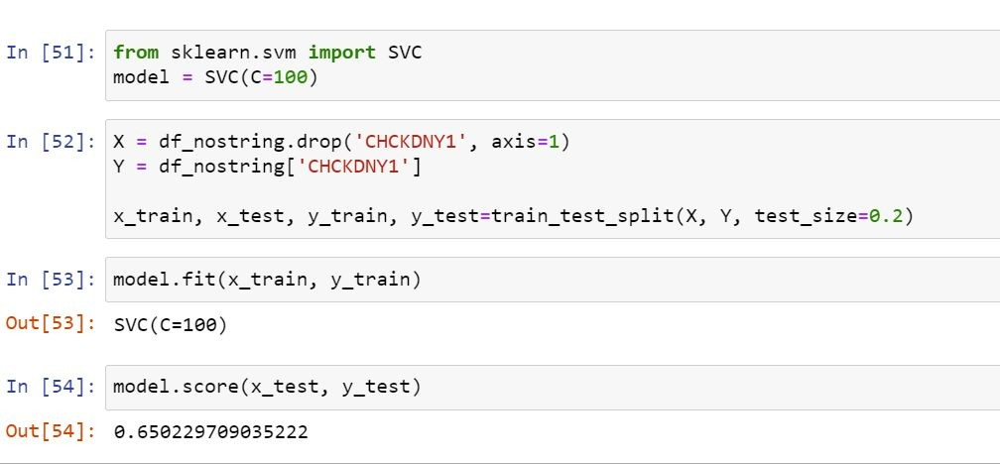 In [51]: from sklearn.svm import SVC
model = SVC(C=100)
In [52]: X = df_nostring.drop('CHCKDNY1', axis=1)
Y = df_nostring['CHCKDNY1']
x_train, x_test, y_train, y_test=train_test_split(X, Y, test_size=0.2)
In [53]: model.fit(x_train, y_train)
Out[53]: SVC(C=100)
In [54]: model.score(x_test, y_test)
Out[54]: 0.650229709035222